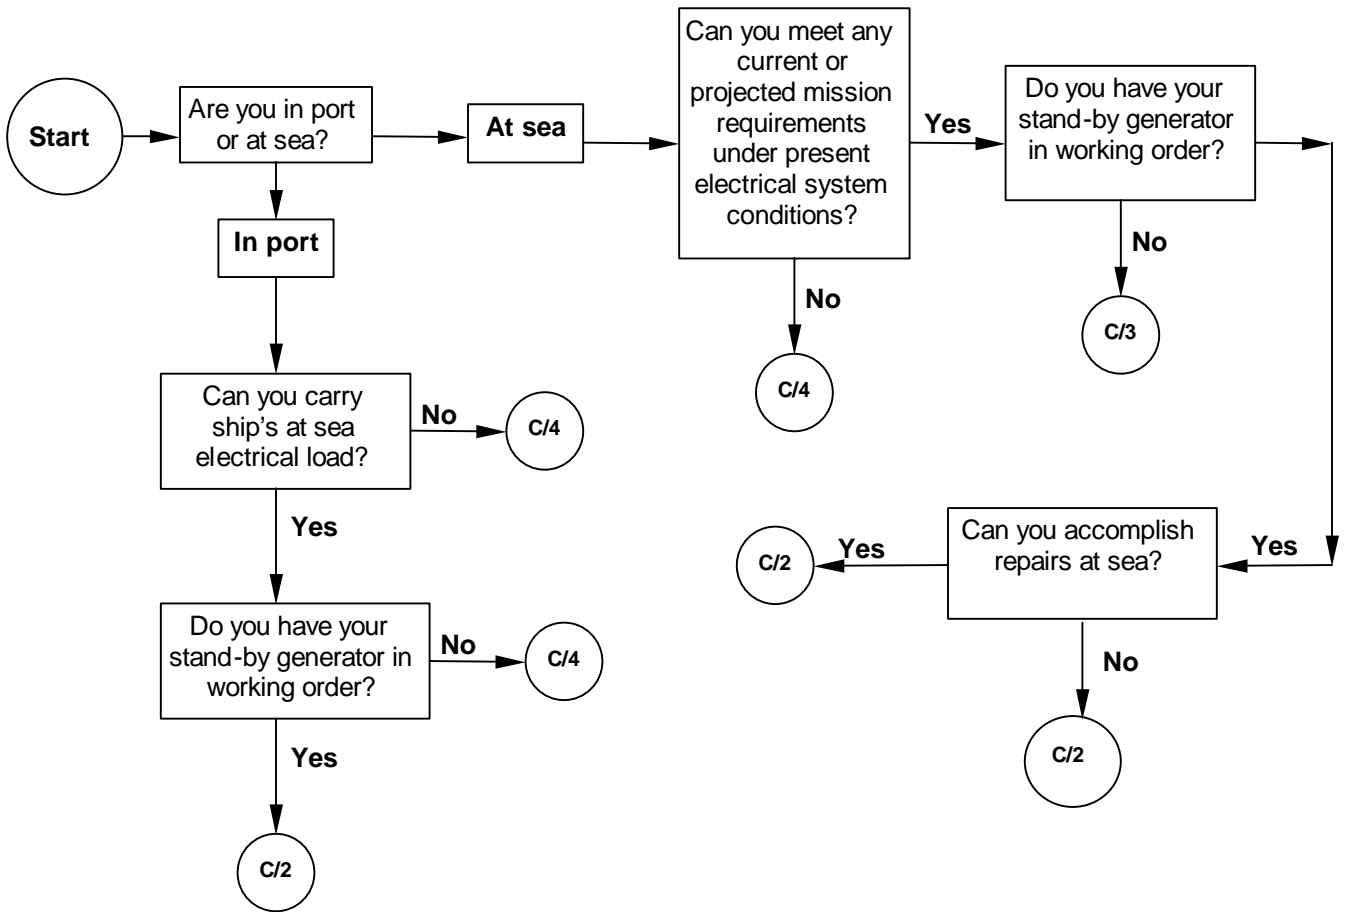 Start
Are you in port
or at sea?
At sea
Can you meet any
current or
projected mission
requirements
under present
electrical system
conditions?
Yes
Do you have your
stand-by generator
in working order?
No
C/3
No
C/4
In port
Can you carry
ship's at sea
electrical load?
No
C/4
Yes
Do you have your
stand-by generator in
working order?
No
C/4
Yes
C/2
Yes
Can you accomplish
repairs at sea?
Yes
C/2
No
C/2